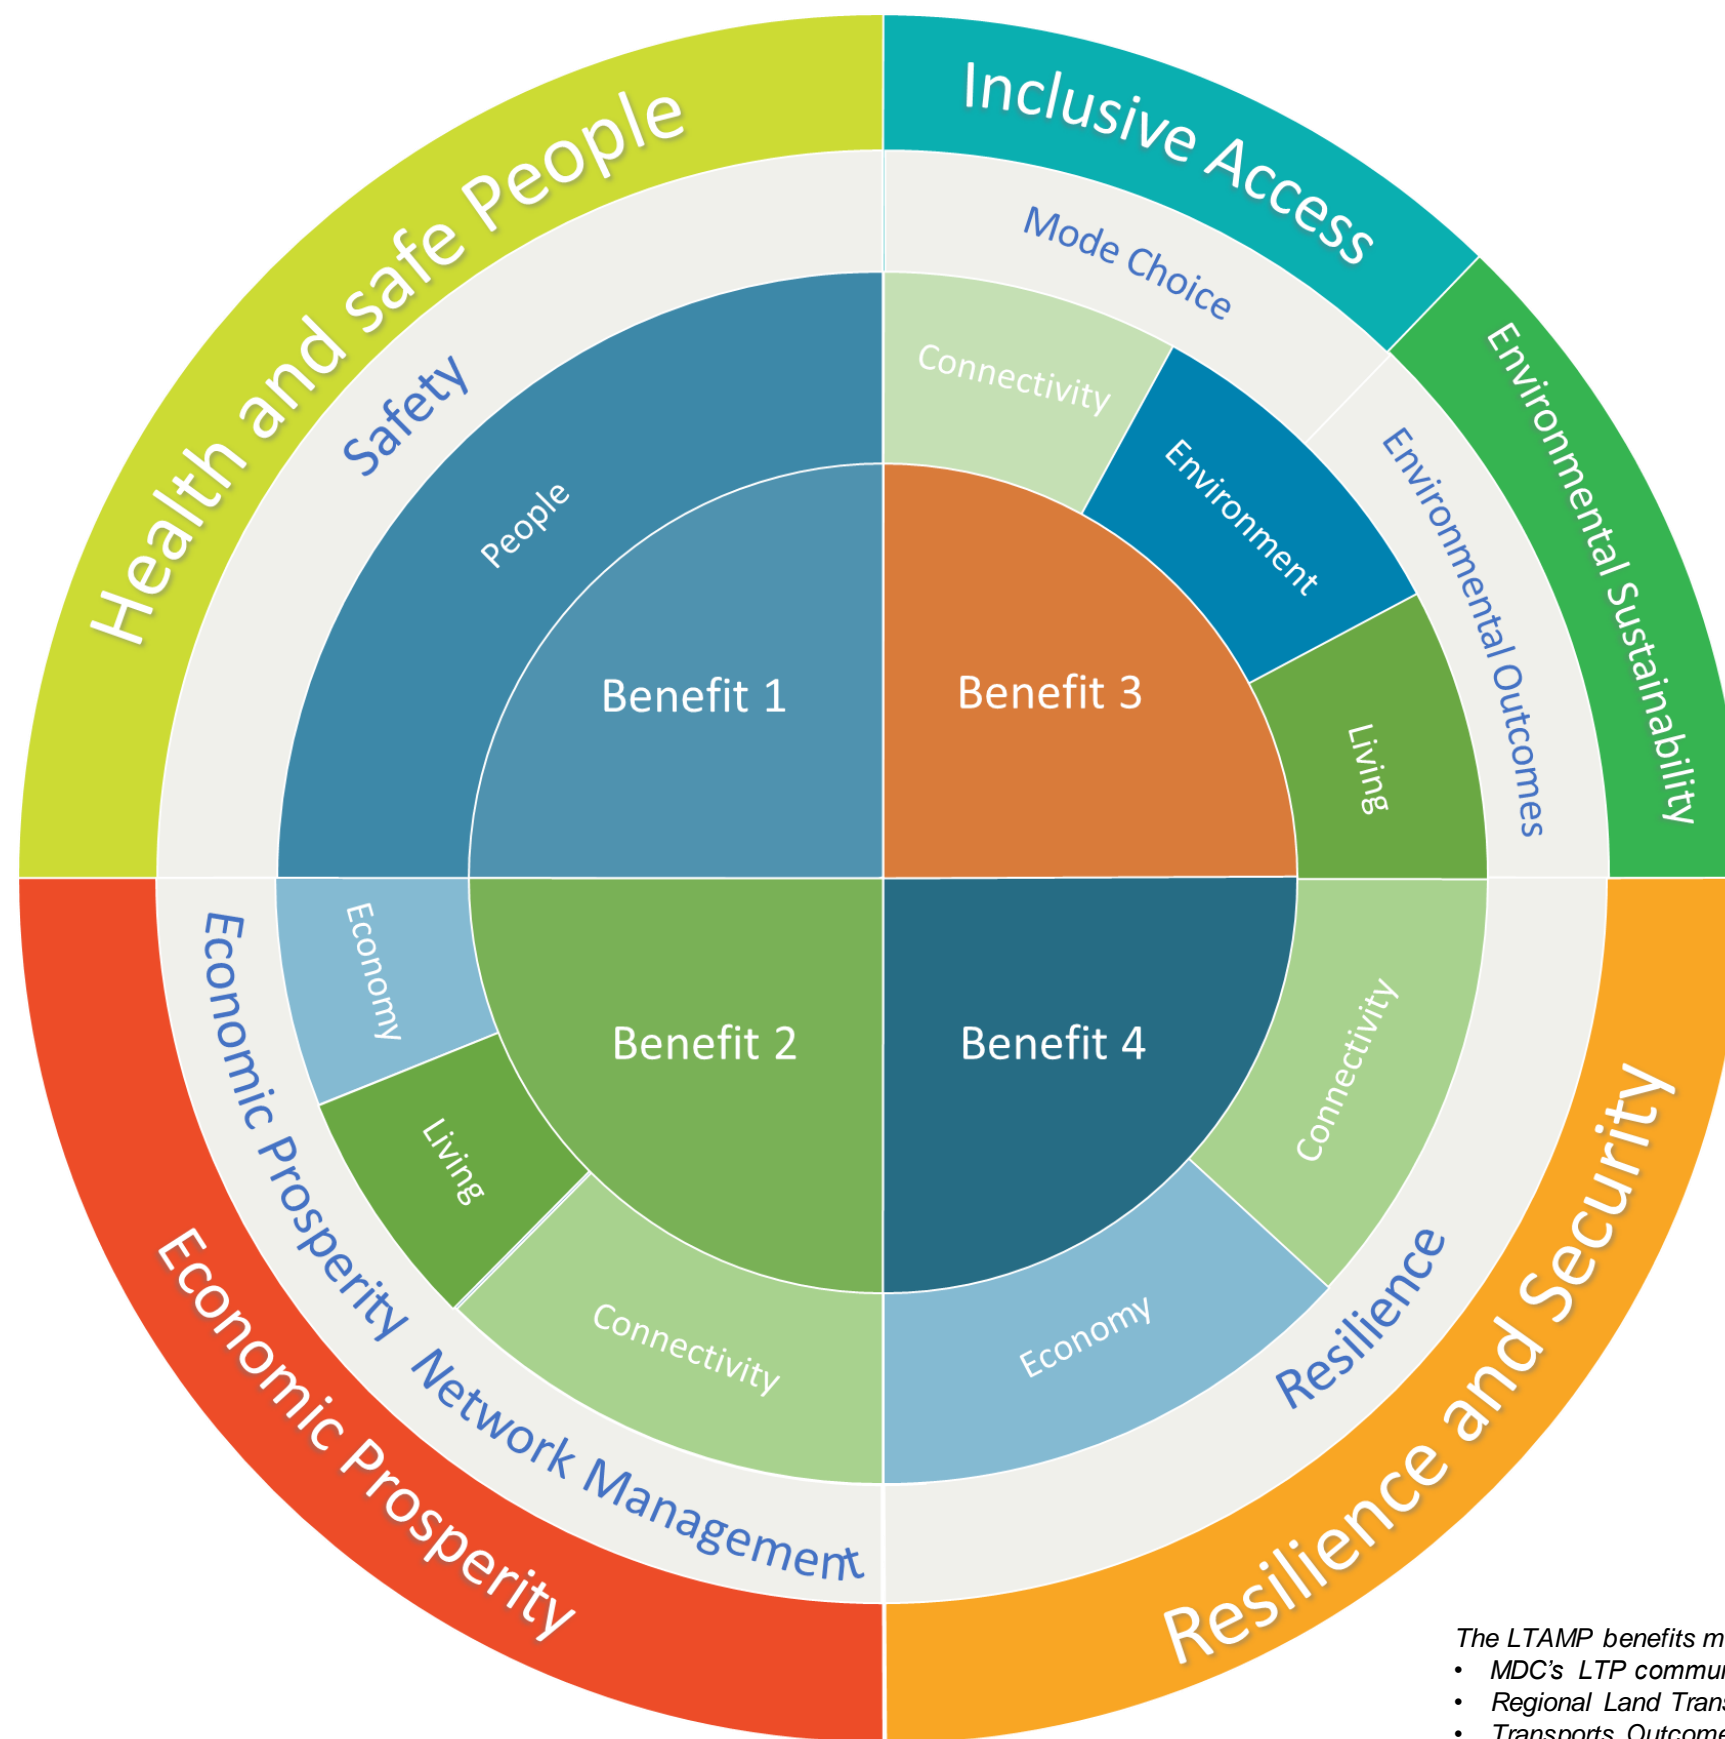 Health and safe People
Inclusive Access
Environmental Sustainability
Safety
Mode Choice
Environmental Outcomes
People
Connectivity
Environment
Living
Benefit 1
Benefit 3
Benefit 2
Benefit 4
Economy
Living
Connectivity
Economy
Connectivity
Economic Prosperity
Network Management
Resilience
Economic Prosperity
Resilience and Security
The LTAMP benefits
• MDC's LTP
• Regional Land
• Transports